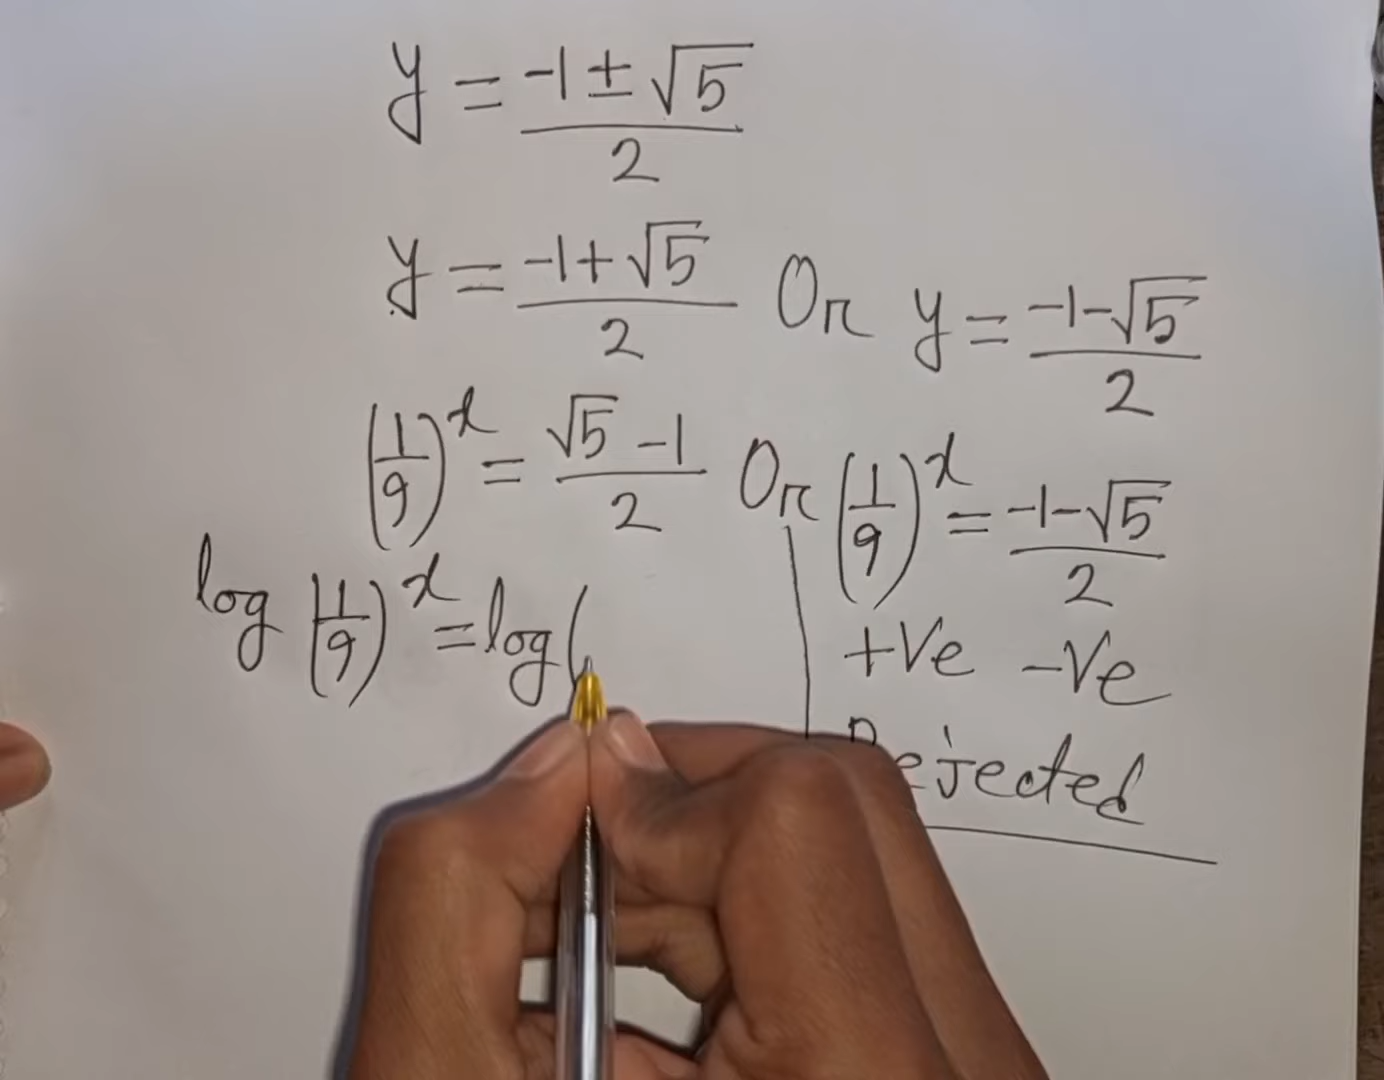 y = (-1 ± √5)/2
y = (-1 + √5)/2 Or y = (-1 - √5)/2
(1/9)^x = (√5 - 1)/2 Or (1/9)^x = (-1 - √5)/2
log (1/9)^x = log(
+Ve -Ve
Rejected